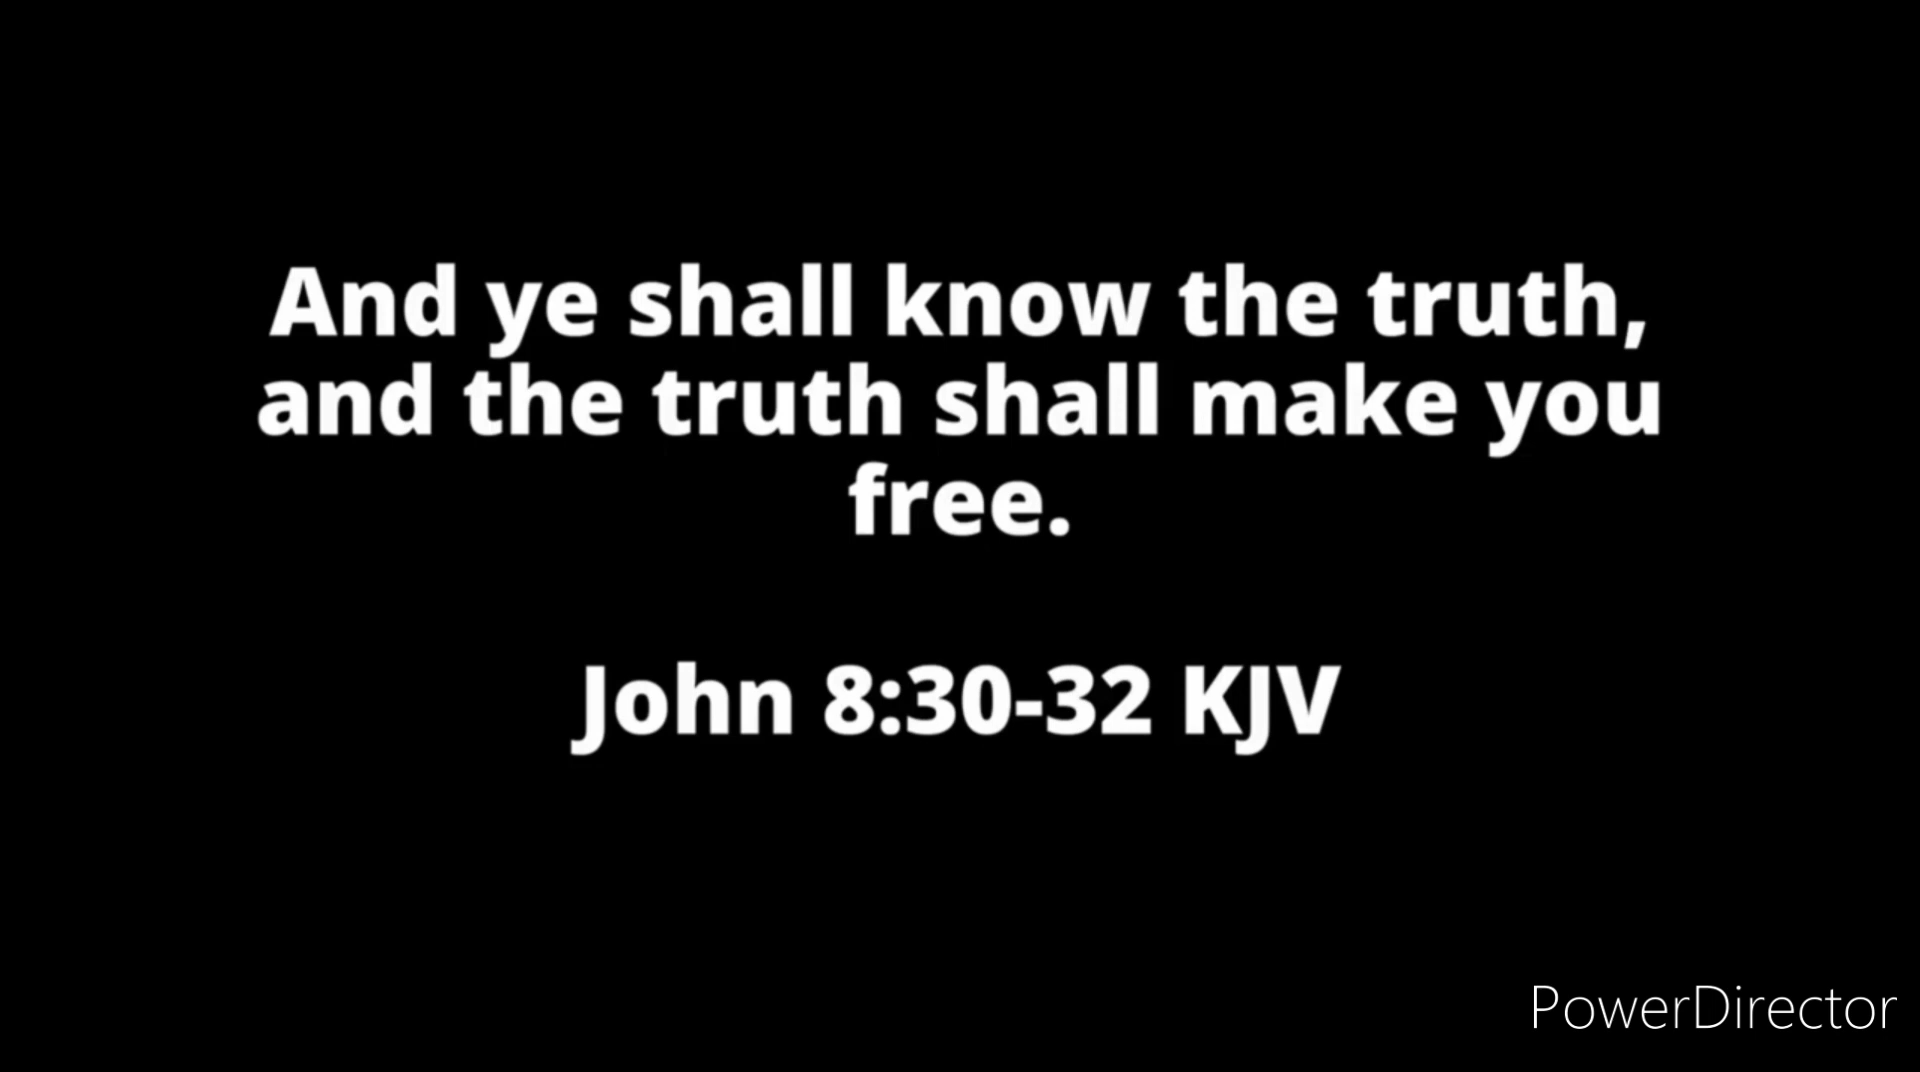 And ye shall know the truth,
and the truth shall make you
free.
John 8:30-32 KJV
PowerDirector